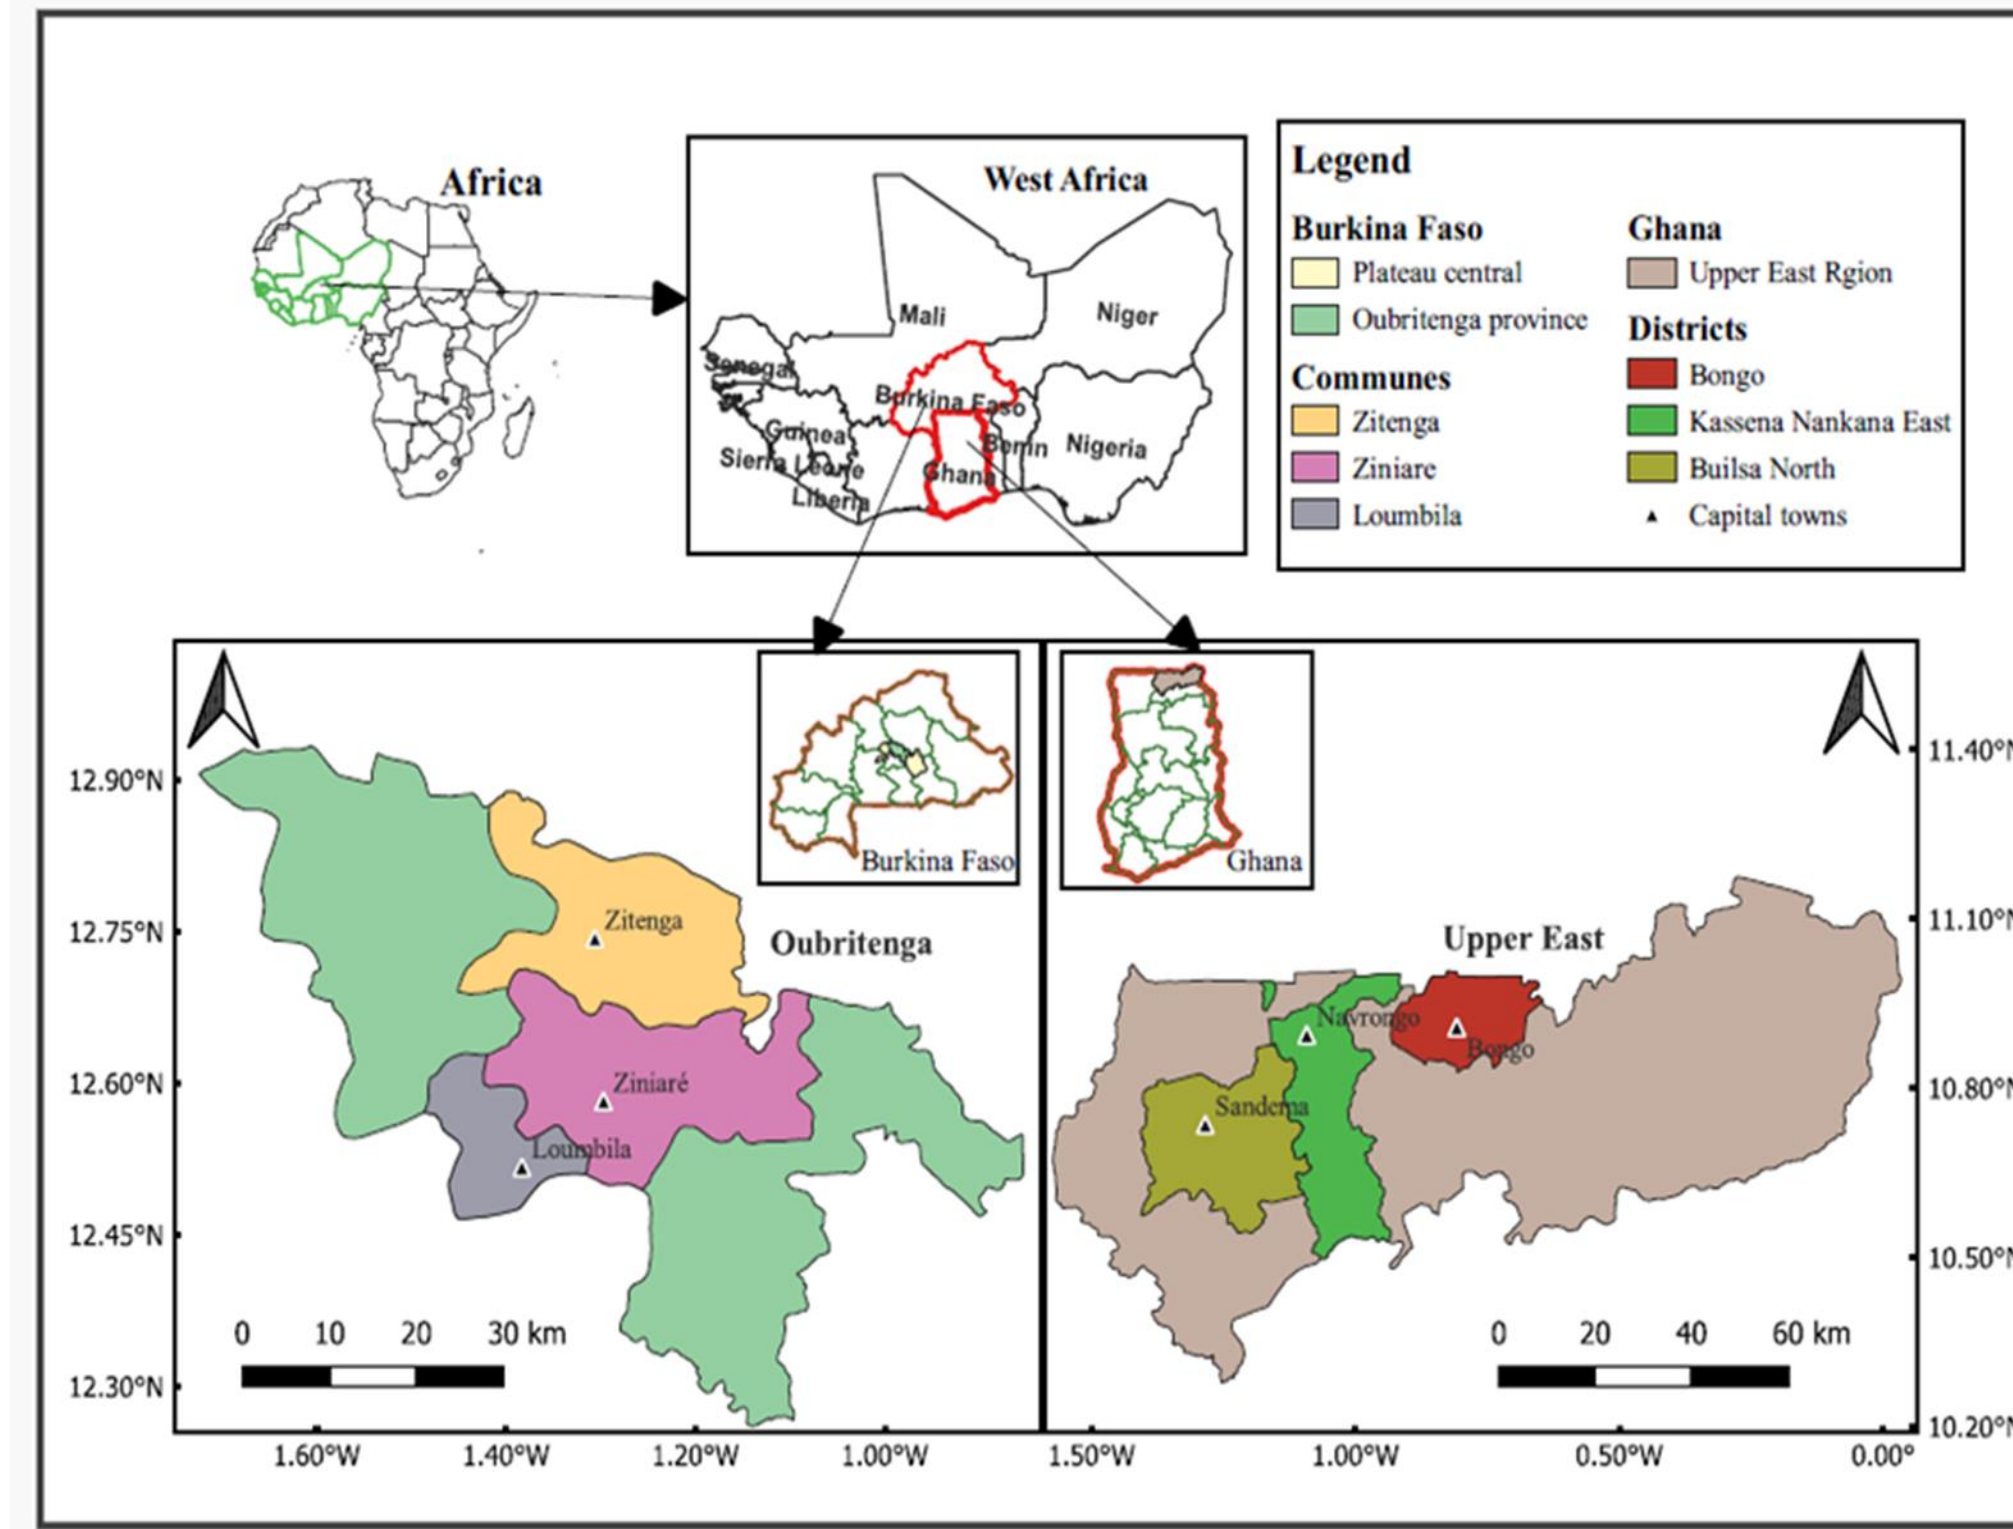 Africa
West Africa
Mali
Niger
Senegal
Burkina Faso
Guinea
Benin
Nigeria
Sierra Leone
Ghana
Liberia
Legend
Burkina Faso
Plateau central
Oubritenga province
Communes
Zitenga
Ziniare
Loumbila
Ghana
Upper East Rgion
Districts
Bongo
Kassena Nankana East
Builsa North
Capital towns
Burkina Faso
Ghana
12.90°N
12.75°N
12.60°N
12.45°N
12.30°N
Zitenga
Oubritenga
Ziniaré
Loumbila
0 10 20 30 km
1.60°W 1.40°W 1.20°W 1.00°W
Upper East
Navrongo
Bongo
Sandema
0 20 40 60 km
11.40°N
11.10°N
10.80°N
10.50°N
10.20°N
1.50°W 1.00°W 0.50°W 0.00°